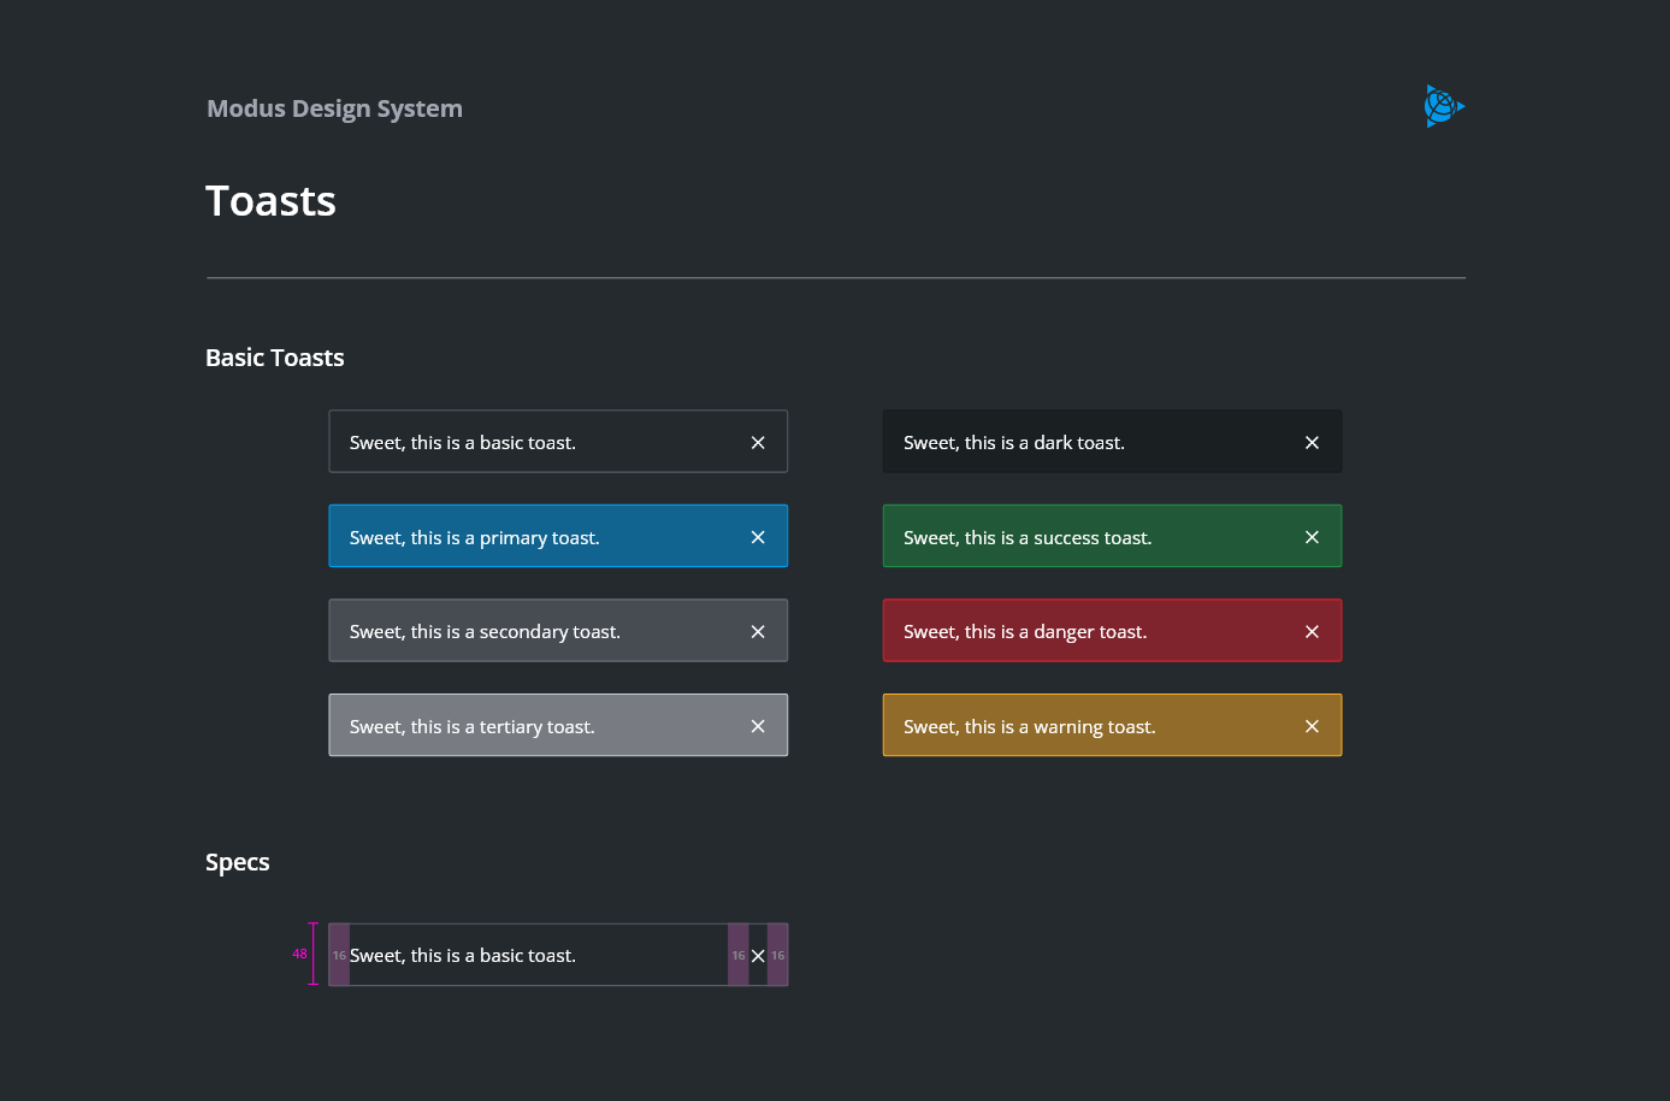 Modus Design System
Toasts
Basic Toasts
Sweet, this is a basic toast.
Sweet, this is a dark toast.
Sweet, this is a primary toast.
Sweet, this is a success toast.
Sweet, this is a secondary toast.
Sweet, this is a danger toast.
Sweet, this is a tertiary toast.
Sweet, this is a warning toast.
Specs
48 16 Sweet, this is a basic toast. 16 16